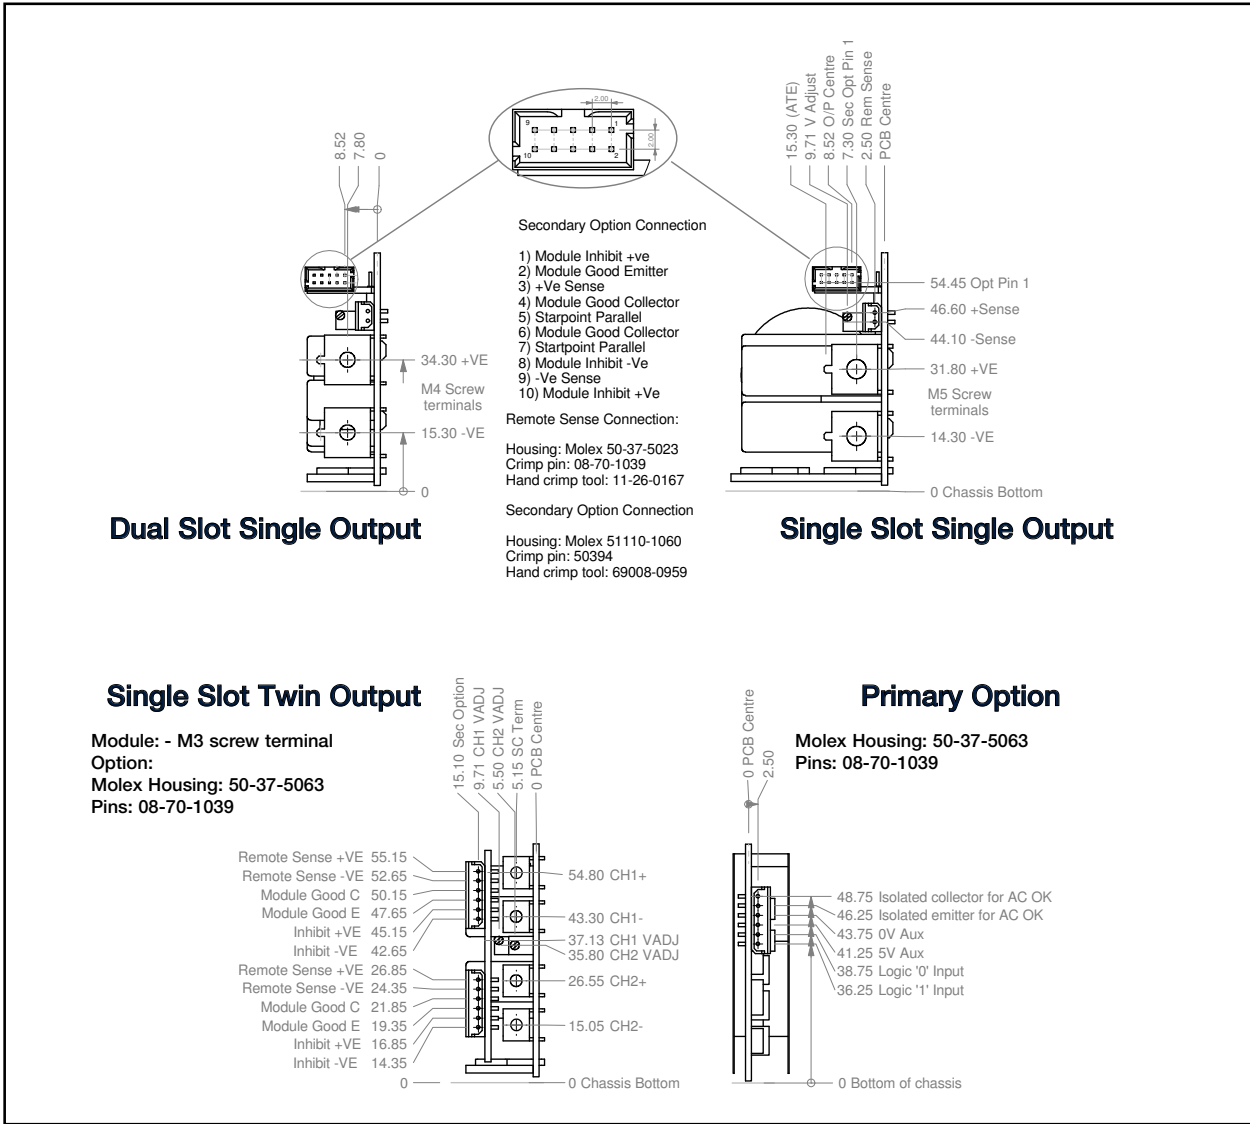 8.52
7.80
0
9
1
10
2
2.00
2.00
15.30 (ATE)
9.71 V Adjust
8.52 O/P Centre
7.30 Sec Opt Pin 1
2.50 Rem Sense
PCB Centre
Secondary Option Connection
1) Module Inhibit +ve
2) Module Good Emitter
3) +Ve Sense
4) Module Good Collector
5) Starpoint Parallel
6) Module Good Collector
7) Startpoint Parallel
8) Module Inhibit -Ve
9) -Ve Sense
10) Module Inhibit +Ve
Remote Sense Connection:
Housing: Molex 50-37-5023
Crimp pin: 08-70-1039
Hand crimp tool: 11-26-0167
Secondary Option Connection
Housing: Molex 51110-1060
Crimp pin: 50394
Hand crimp tool: 69008-0959
34.30 +VE
M4 Screw
terminals
15.30 -VE
0
54.45 Opt Pin 1
46.60 +Sense
44.10 -Sense
31.80 +VE
M5 Screw
terminals
14.30 -VE
0 Chassis Bottom
Dual Slot Single Output
Single Slot Single Output
Single Slot Twin Output
Module: - M3 screw terminal
Option:
Molex Housing: 50-37-5063
Pins: 08-70-1039
15.10 Sec Option
9.71 CH1 VADJ
5.50 CH2 VADJ
5.15 SC Term
0 PCB Centre
Remote Sense +VE 55.15
Remote Sense -VE 52.65
Module Good C 50.15
Module Good E 47.65
Inhibit +VE 45.15
Inhibit -VE 42.65
Remote Sense +VE 26.85
Remote Sense -VE 24.35
Module Good C 21.85
Module Good E 19.35
Inhibit +VE 16.85
Inhibit -VE 14.35
0
54.80 CH1+
43.30 CH1-
37.13 CH1 VADJ
35.80 CH2 VADJ
26.55 CH2+
15.05 CH2-
0 Chassis Bottom
Primary Option
Molex Housing: 50-37-5063
Pins: 08-70-1039
0 PCB Centre
2.50
48.75 Isolated collector for AC OK
46.25 Isolated emitter for AC OK
43.75 0V Aux
41.25 5V Aux
38.75 Logic '0' Input
36.25 Logic '1' Input
0 Bottom of chassis